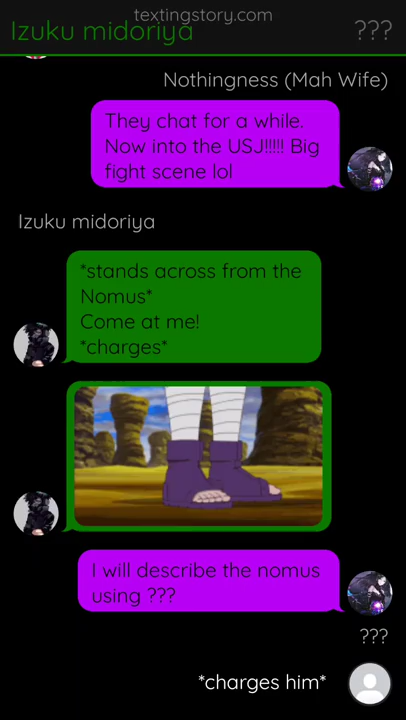 textingstory.com
Izuku midoriya
???
Nothingness (Mah Wife)
They chat for a while.
Now into the USJ!!!!! Big
fight scene lol
Izuku midoriya
*stands across from the
Nomus*
Come at me!
*charges*
I will describe the nomus
using ???
???
*charges him*